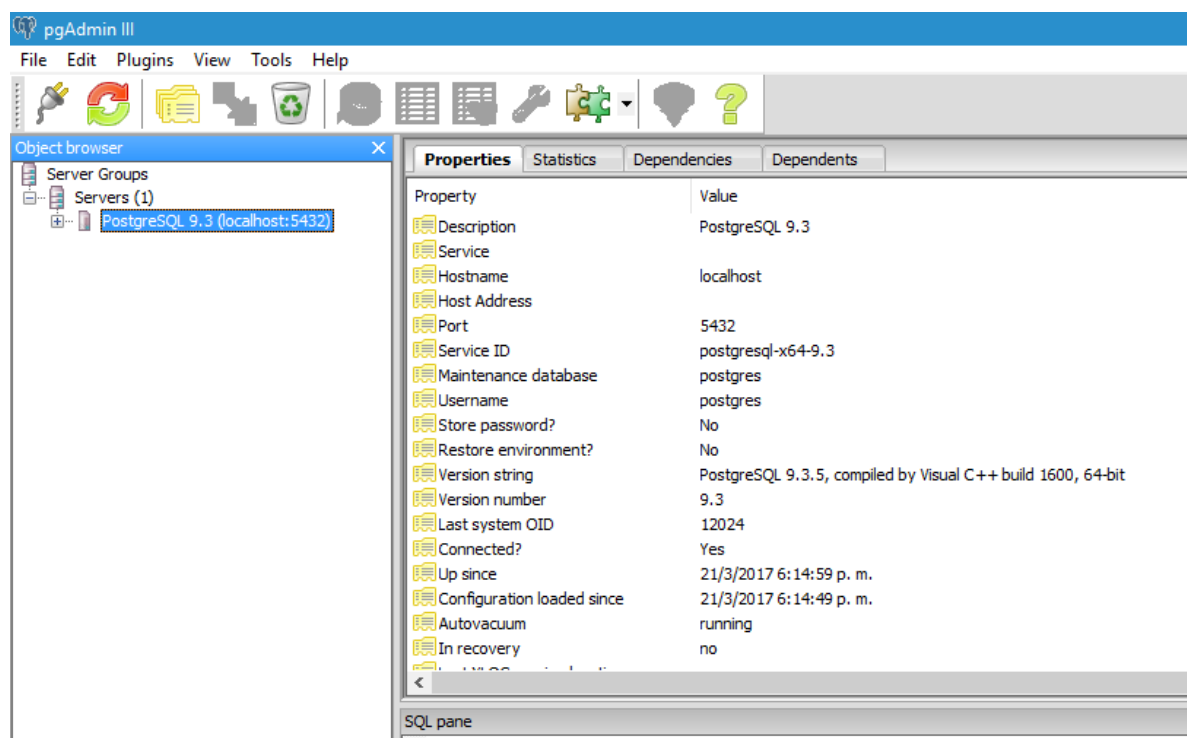 pgAdmin III
File Edit Plugins View Tools Help
Object browser
Server Groups
Servers (1)
PostgreSQL 9.3 (localhost:5432)
Properties Statistics Dependencies Dependents
Property Value
Description PostgreSQL 9.3
Service
Hostname localhost
Host Address
Port 5432
Service ID postgresql-x64-9.3
Maintenance database postgres
Username postgres
Store password? No
Restore environment? No
Version string PostgreSQL 9.3.5, compiled by Visual C++ build 1600, 64-bit
Version number 9.3
Last system OID 12024
Connected? Yes
Up since 21/3/2017 6:14:59 p. m.
Configuration loaded since 21/3/2017 6:14:49 p. m.
Autovacuum running
In recovery no
SQL pane